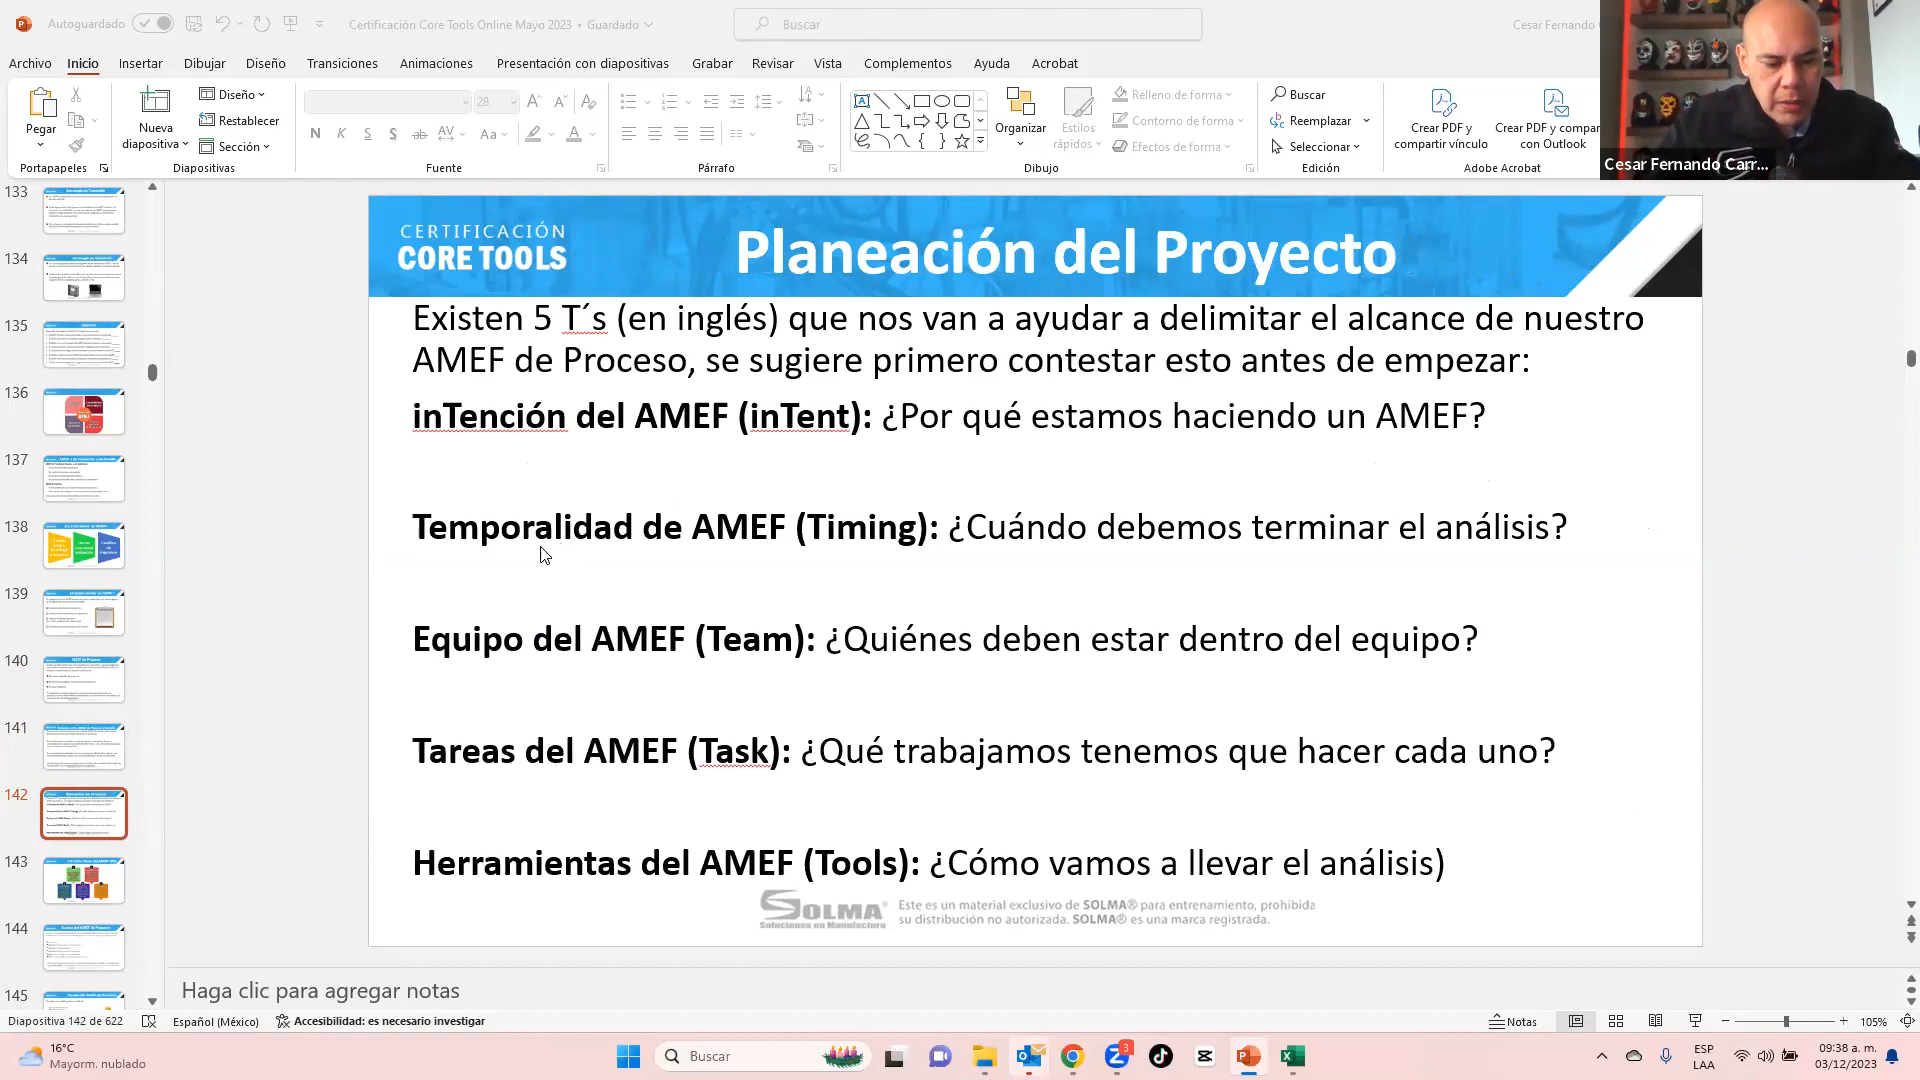 Autoguardado
Certificación Core Tools Online Mayo 2023 • Guardado
Buscar
Cesar Fernando
Archivo Inicio Insertar Dibujar Diseño Transiciones Animaciones Presentación con diapositivas Grabar Revisar Vista Complementos Ayuda Acrobat
Pegar
Portapapeles
Nueva diapositiva
Diseño
Restablecer
Sección
Diapositivas
28
N K S S ab AV Aa A
Fuente
Párrafo
Organizar
Estilos rápidos
Relleno de forma
Contorno de forma
Efectos de forma
Dibujo
Buscar
Reemplazar
Seleccionar
Edición
Crear PDF y compartir vínculo
Crear PDF y compar
con Outlook
Adobe Acrobat
Cesar Fernando Carr...
133
134
135
136
137
138
139
140
141
142
143
144
145
CERTIFICACIÓN
CORE TOOLS
Planeación del Proyecto
Existen 5 T´s (en inglés) que nos van a ayudar a delimitar el alcance de nuestro
AMEF de Proceso, se sugiere primero contestar esto antes de empezar:
inTención del AMEF (inTent): ¿Por qué estamos haciendo un AMEF?
Temporalidad de AMEF (Timing): ¿Cuándo debemos terminar el análisis?
Equipo del AMEF (Team): ¿Quiénes deben estar dentro del equipo?
Tareas del AMEF (Task): ¿Qué trabajamos tenemos que hacer cada uno?
Herramientas del AMEF (Tools): ¿Cómo vamos a llevar el análisis)
SOLMA®
Soluciones en Manufactura
Este es un material exclusivo de SOLMA® para entrenamiento, prohibida
su distribución no autorizada. SOLMA® es una marca registrada.
Haga clic para agregar notas
Diapositiva 142 de 622
Español (México)
Accesibilidad: es necesario investigar
Notas
105%
16°C
Mayorm. nublado
Buscar
3
ESP
LAA
09:38 a. m.
03/12/2023